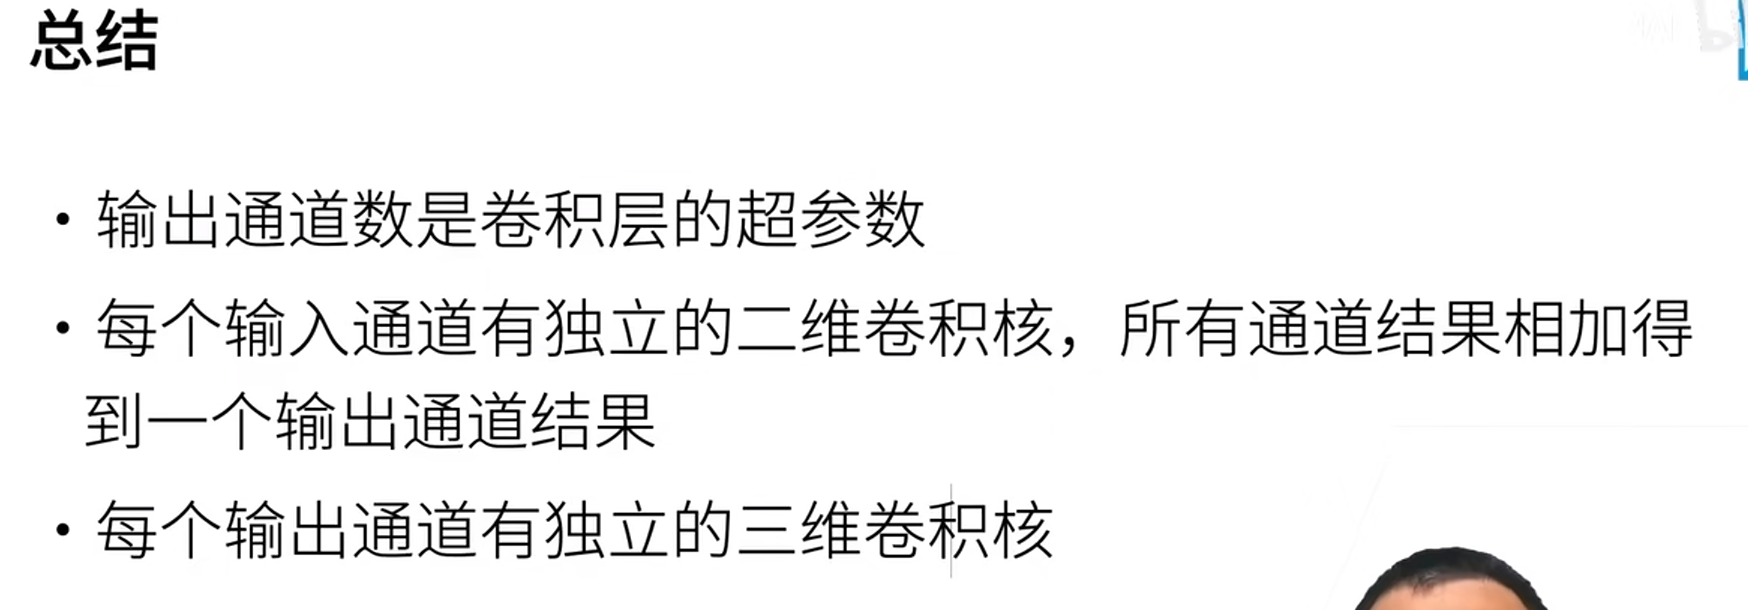 总结
• 输出通道数是卷积层的超参数
• 每个输入通道有独立的二维卷积核，所有通道结果相加得
到一个输出通道结果
• 每个输出通道有独立的三维卷积核